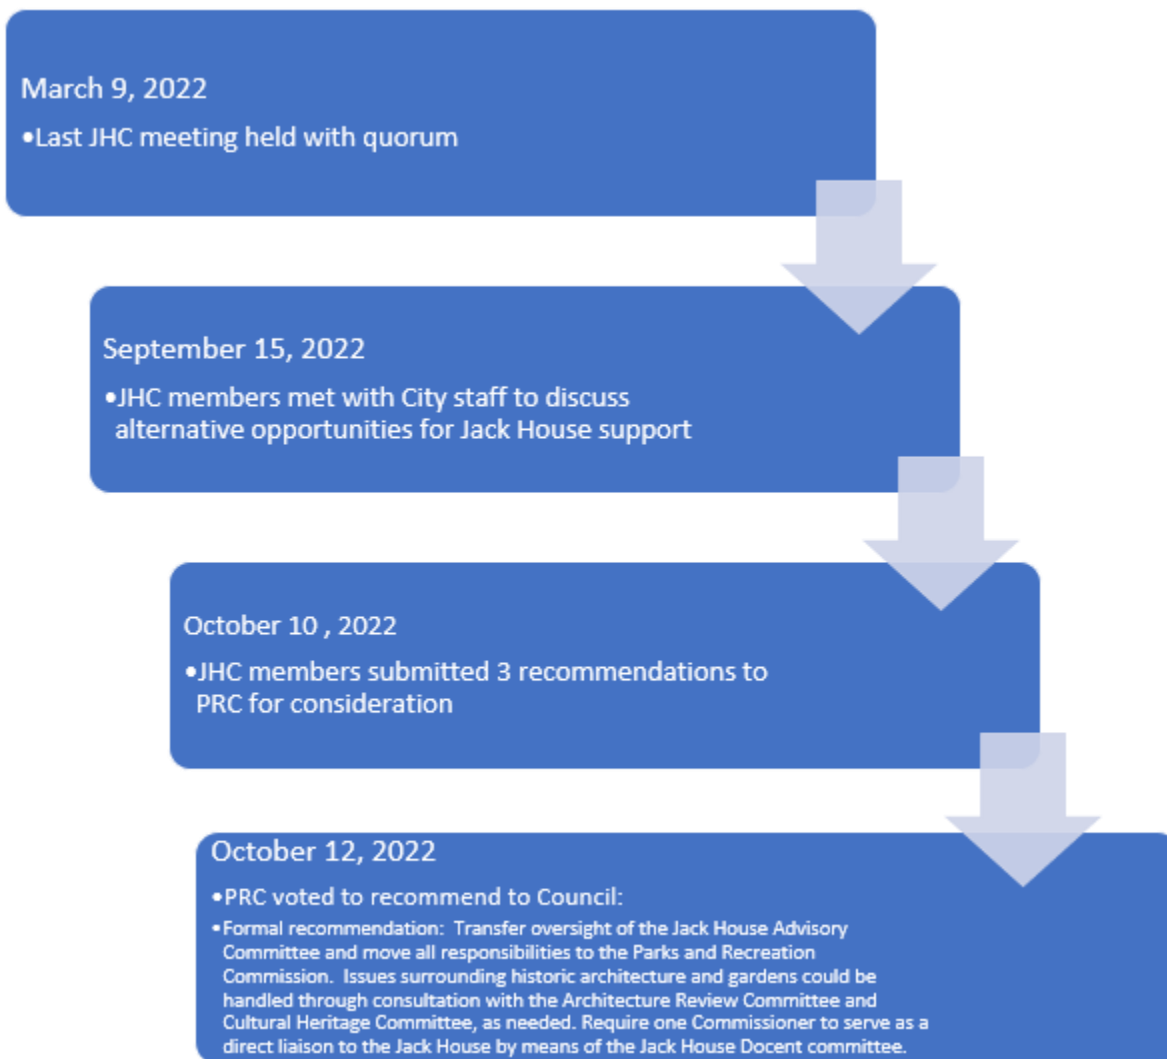 March 9, 2022
•Last JHC meeting held with quorum
September 15, 2022
•JHC members met with City staff to discuss
alternative opportunities for Jack House support
October 10 , 2022
•JHC members submitted 3 recommendations to
PRC for consideration
October 12, 2022
•PRC voted to recommend to Council:
•Formal recommendation:  Transfer oversight of the Jack House Advisory
Committee and move all responsibilities to the Parks and Recreation
Commission.  Issues surrounding historic architecture and gardens could be
handled through consultation with the Architecture Review Committee and
Cultural Heritage Committee, as needed. Require one Commissioner to serve as a
direct liaison to the Jack House by means of the Jack House Docent committee.